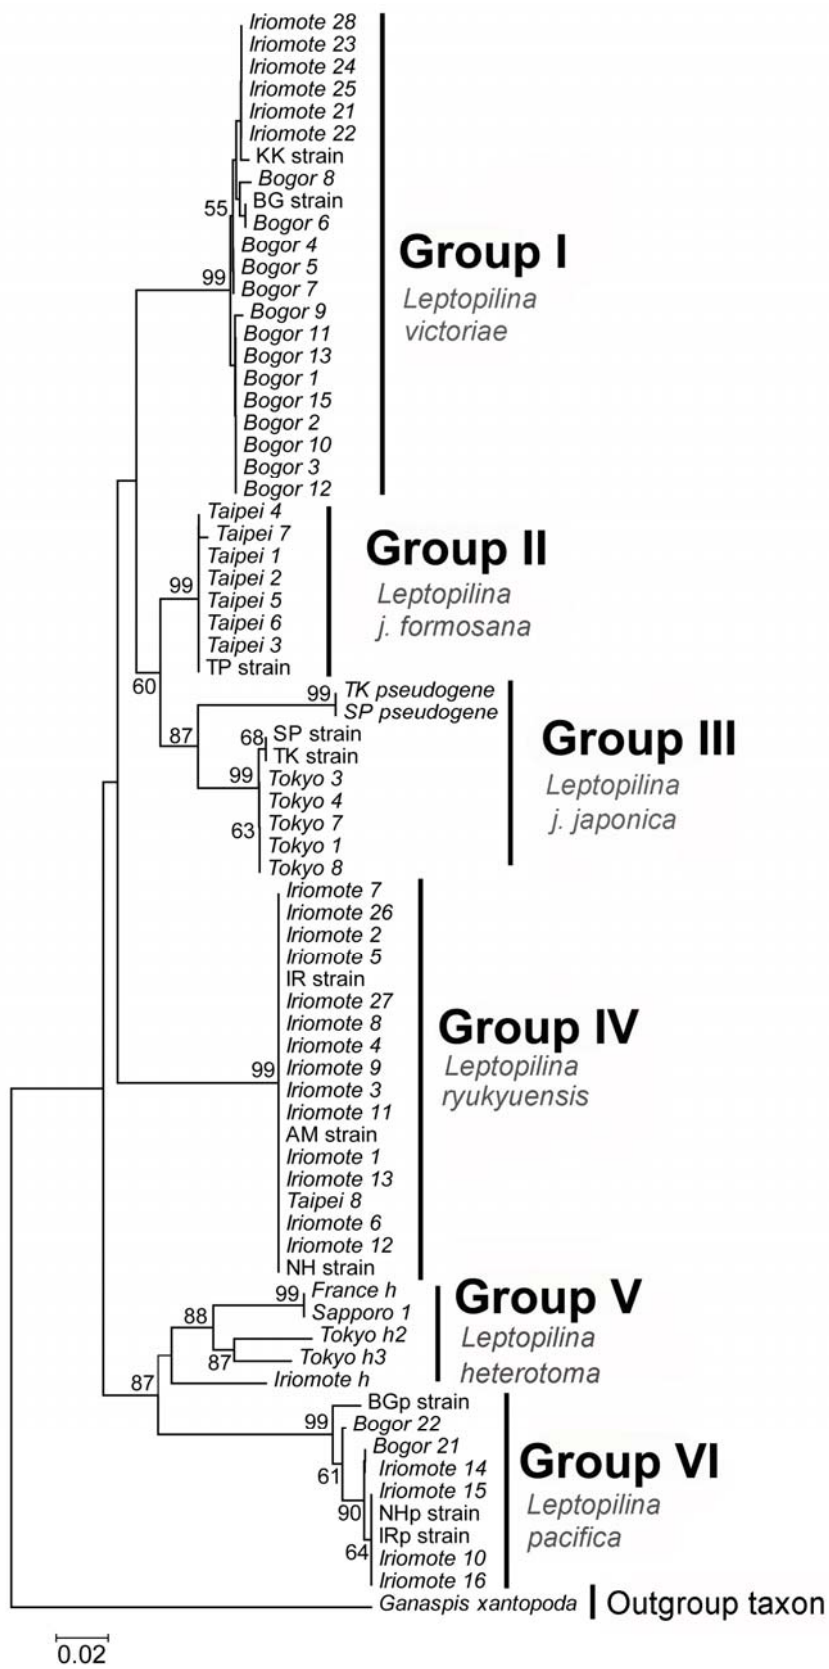 Iriomote 28
Iriomote 23
Iriomote 24
Iriomote 25
Iriomote 21
Iriomote 22
KK strain
Bogor 8
BG strain
55
Bogor 6
Bogor 4
Bogor 5
99
Bogor 7
Bogor 9
Bogor 11
Bogor 13
Bogor 1
Bogor 15
Bogor 2
Bogor 10
Bogor 3
Bogor 12
Group I
Leptopilina
victoriae
Taipei 4
Taipei 7
Taipei 1
Taipei 2
99
Taipei 5
Taipei 6
Taipei 3
TP strain
60
Group II
Leptopilina
j. formosana
99
TK pseudogene
SP pseudogene
87
68
SP strain
TK strain
99
Tokyo 3
Tokyo 4
Tokyo 7
63
Tokyo 1
Tokyo 8
Group III
Leptopilina
j. japonica
Iriomote 7
Iriomote 26
Iriomote 2
Iriomote 5
IR strain
Iriomote 27
Iriomote 8
Iriomote 4
99
Iriomote 9
Iriomote 3
Iriomote 11
AM strain
Iriomote 1
Iriomote 13
Taipei 8
Iriomote 6
Iriomote 12
NH strain
Group IV
Leptopilina
ryukyuensis
99
France h
Sapporo 1
88
Tokyo h2
87
Tokyo h3
Iriomote h
87
Group V
Leptopilina
heterotoma
BGp strain
99
Bogor 22
Bogor 21
61
Iriomote 14
Iriomote 15
90
NHp strain
IRp strain
64
Iriomote 10
Iriomote 16
Group VI
Leptopilina
pacifica
Ganaspis xantopoda
Outgroup taxon
0.02